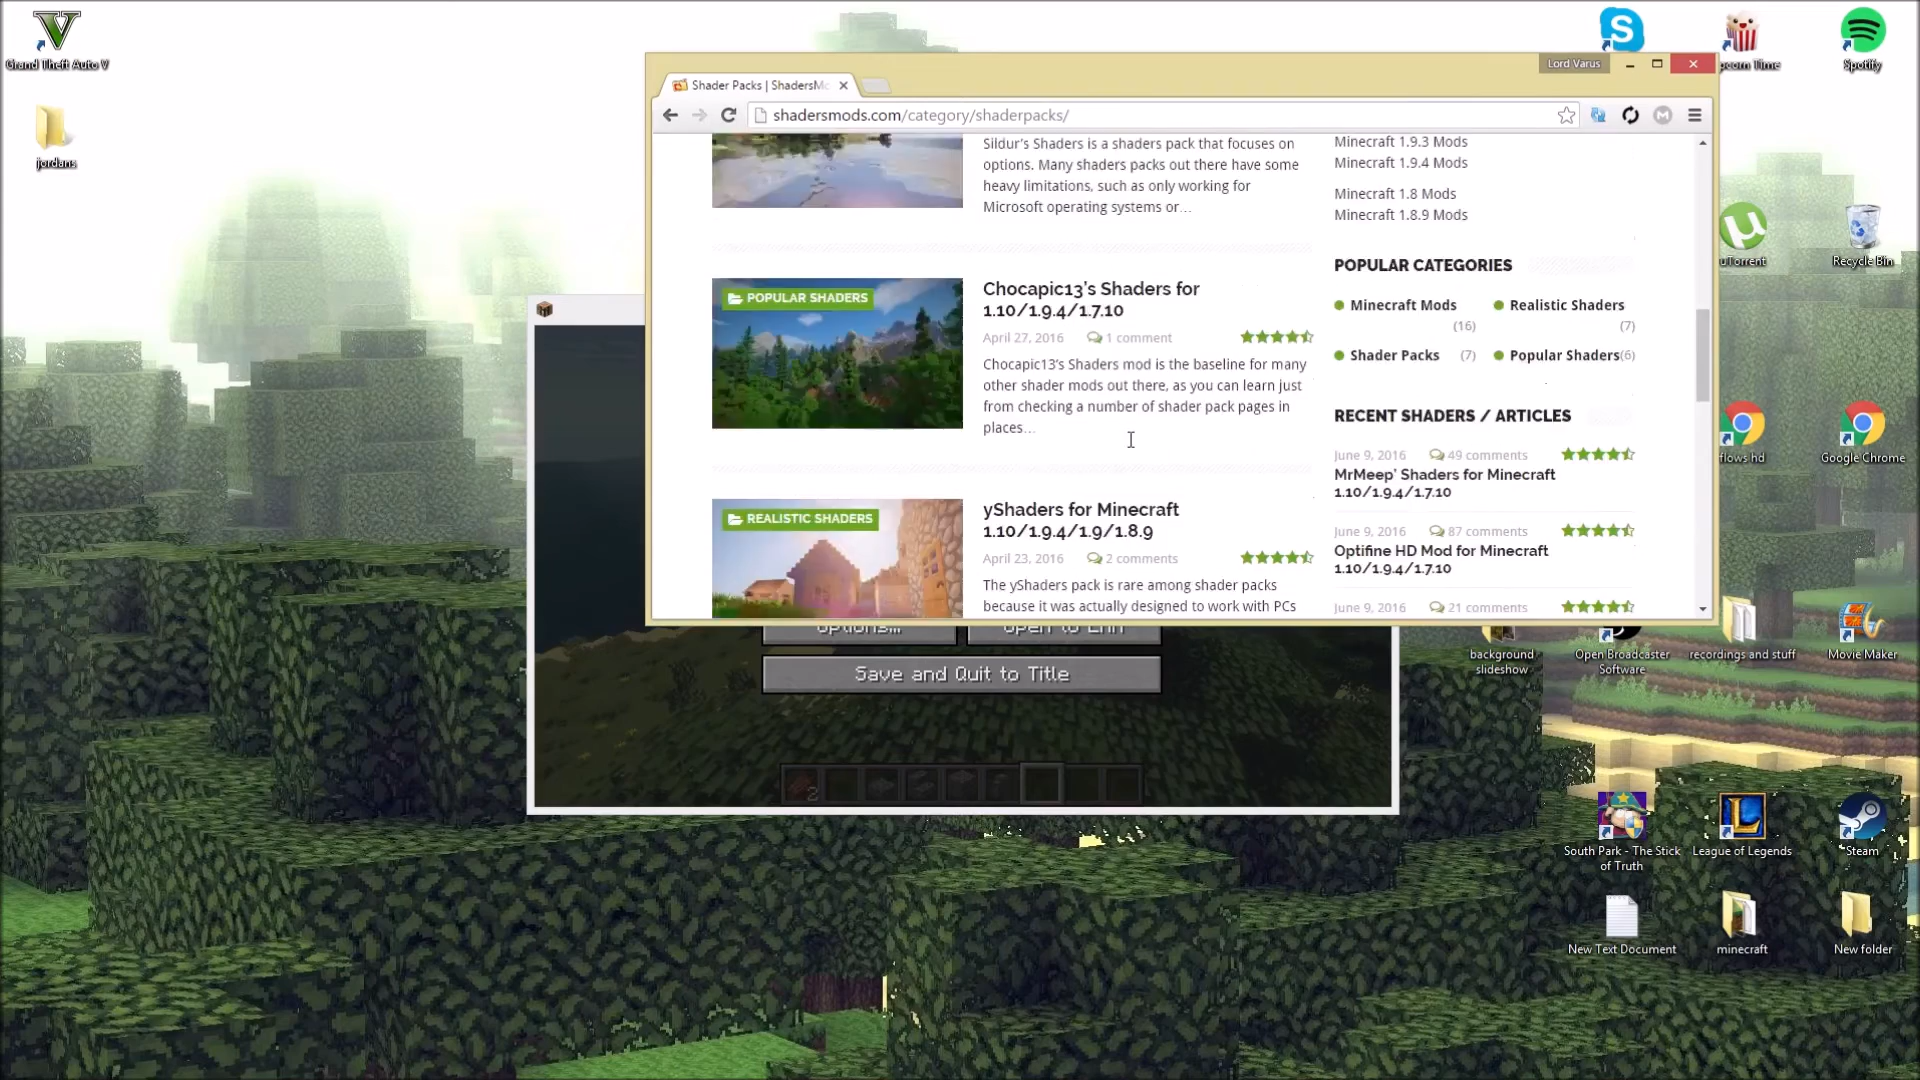 Grand Theft Auto V
jordans
Spotify
Lord Varus
Shader Packs | ShadersMo
shadersmods.com/category/shaderpacks/
Sildur's Shaders is a shaders pack that focuses on
options. Many shaders packs out there have some
heavy limitations, such as only working for
Microsoft operating systems or…
POPULAR SHADERS
Chocapic13's Shaders for
1.10/1.9.4/1.7.10
April 27, 2016
1 comment
Chocapic13's Shaders mod is the baseline for many
other shader mods out there, as you can learn just
from checking a number of shader pack pages in
places…
REALISTIC SHADERS
yShaders for Minecraft
1.10/1.9.4/1.9/1.8.9
April 23, 2016
2 comments
The yShaders pack is rare among shader packs
because it was actually designed to work with PCs
Minecraft 1.9.3 Mods
Minecraft 1.9.4 Mods
Minecraft 1.8 Mods
Minecraft 1.8.9 Mods
POPULAR CATEGORIES
Minecraft Mods (16)
Realistic Shaders (7)
Shader Packs (7)
Popular Shaders(6)
RECENT SHADERS / ARTICLES
June 9, 2016
49 comments
MrMeep' Shaders for Minecraft
1.10/1.9.4/1.7.10
June 9, 2016
87 comments
Optifine HD Mod for Minecraft
1.10/1.9.4/1.7.10
June 9, 2016
21 comments
Options...
Save and Quit to Title
2
uTorrent
Recycle Bin
flows hd
Google Chrome
background
slideshow
Open Broadcaster
Software
recordings and stuff
Movie Maker
South Park - The Stick
of Truth
League of Legends
Steam
New Text Document
minecraft
New folder